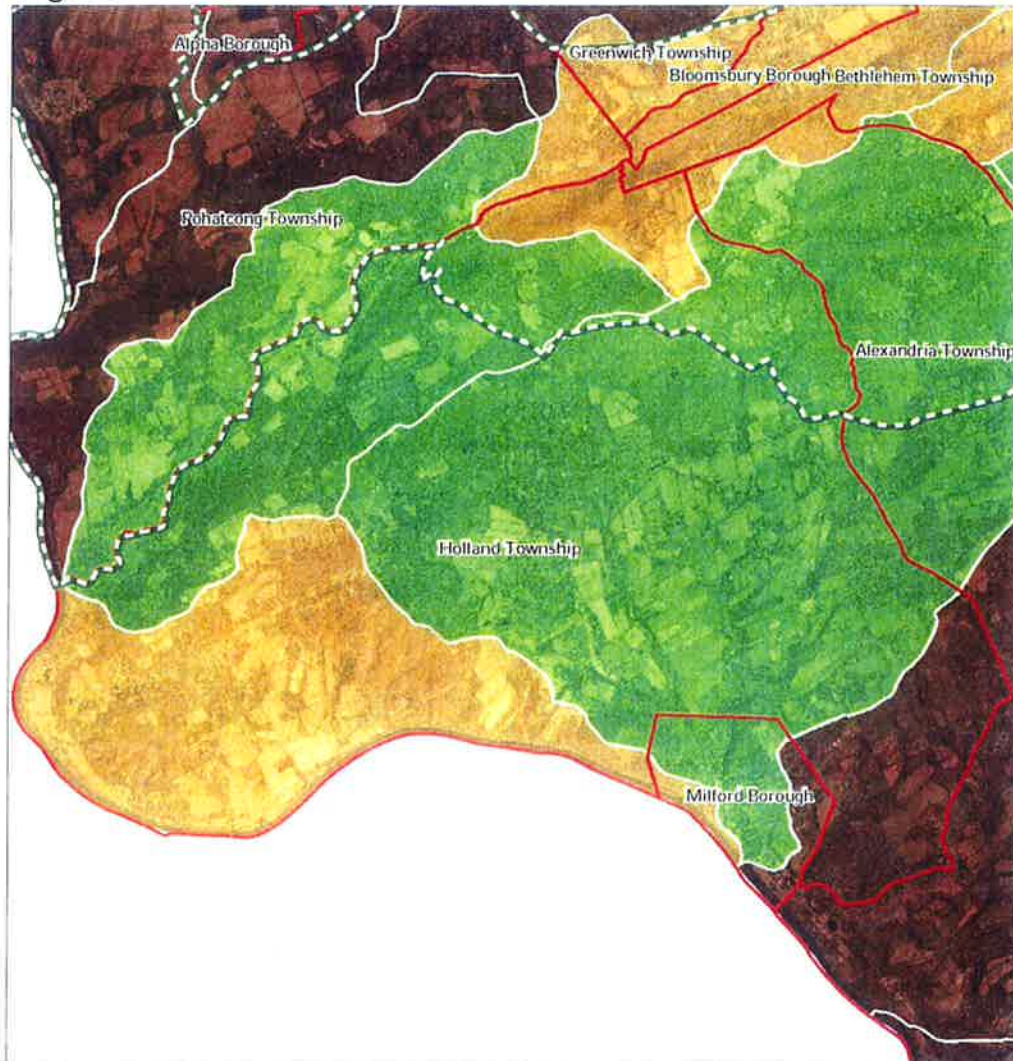 Alpha Borough
Greenwich Township
Bloomsbury Borough
Bethlehem Township
Pohatcong Township
Alexandria Township
Holland Township
Milford Borough